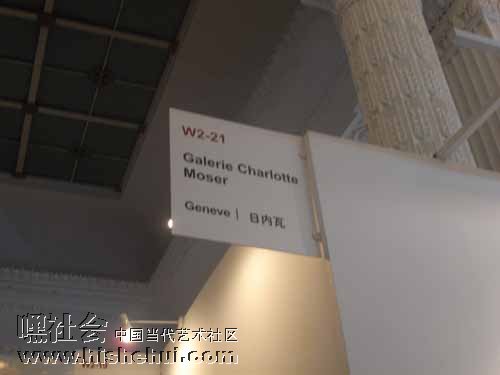 W2-21
Galerie Charlotte
Moser
Geneve | 日内瓦
嘿社会 中国当代艺术社区
www.hishehui.com